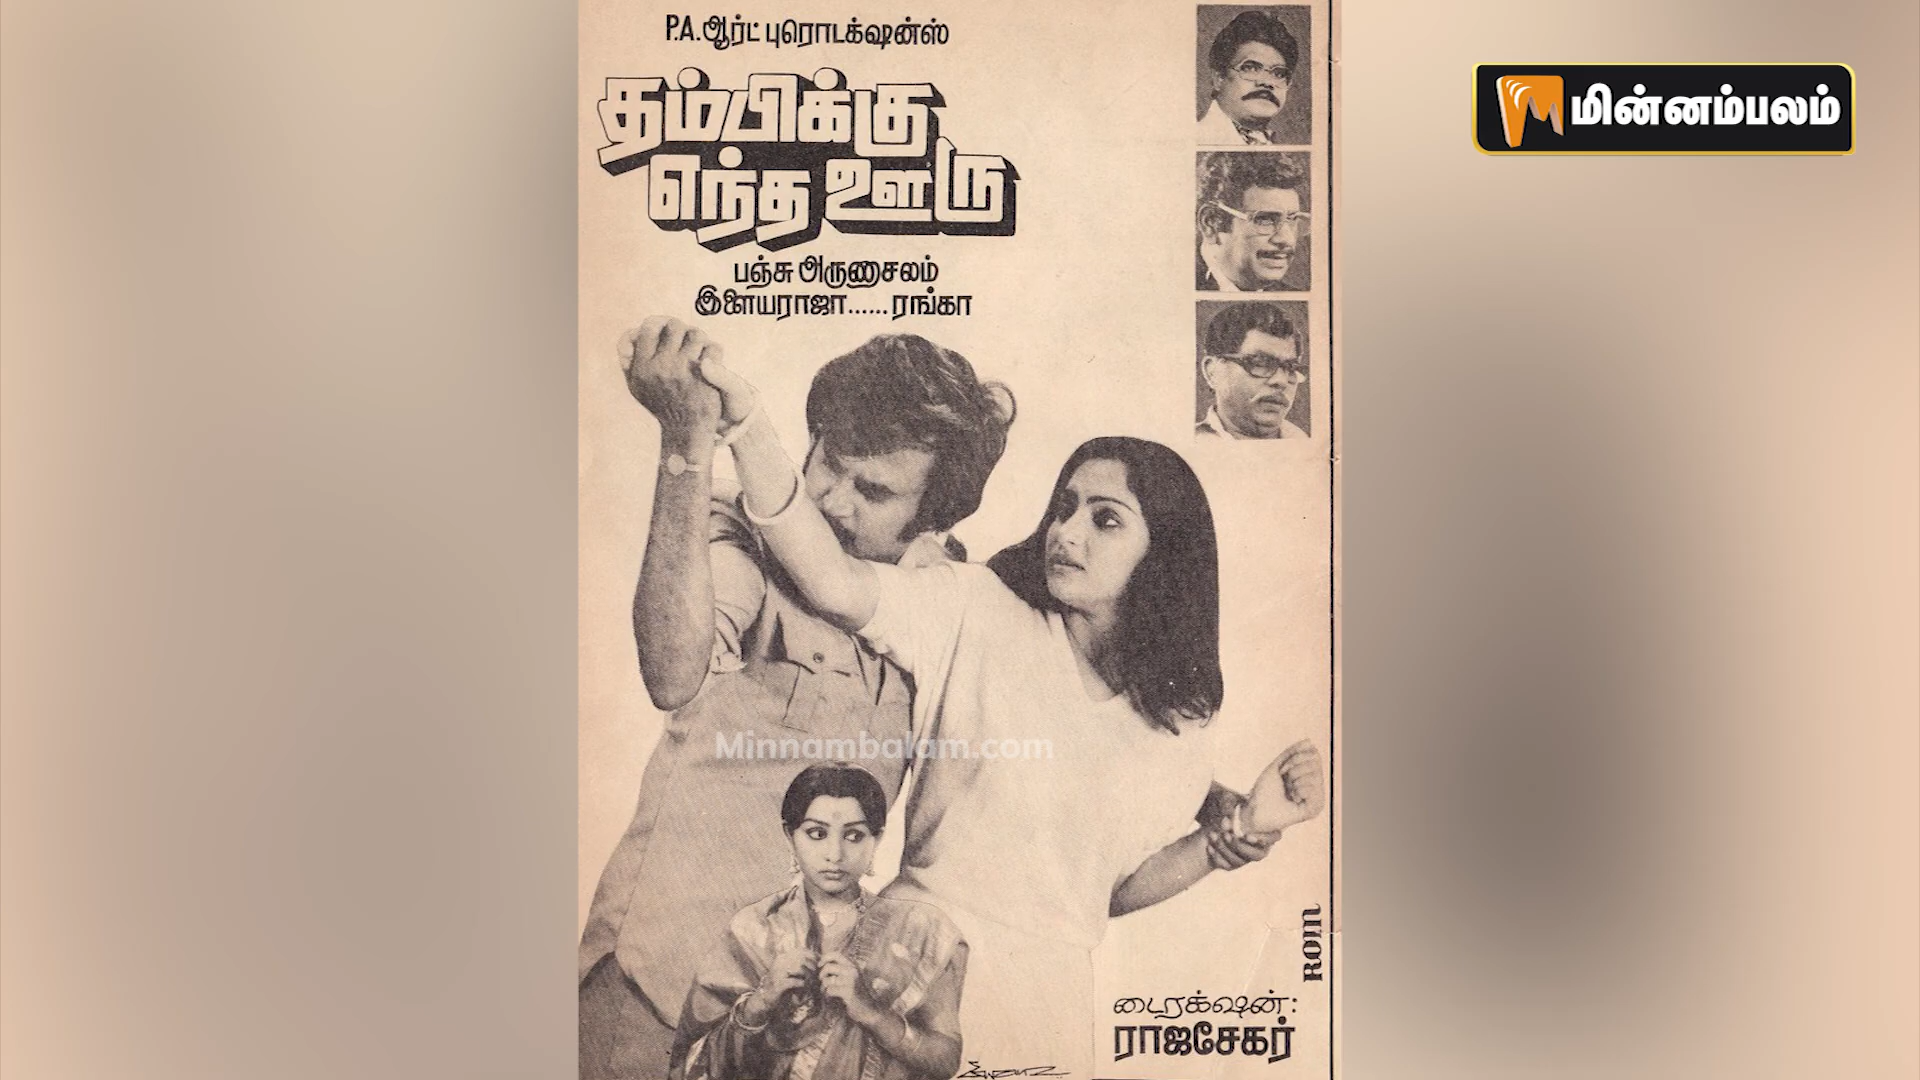 P.A.ஆர்ட் புரொடக்ஷன்ஸ்
தம்பிக்கு
எந்த ஊரு
பஞ்சு அருணாசலம்
இளையராஜா...... ரங்கா
மின்னம்பலம்
Minnambalam.com
ROM
டைரக்ஷன்:
ராஜசேகர்